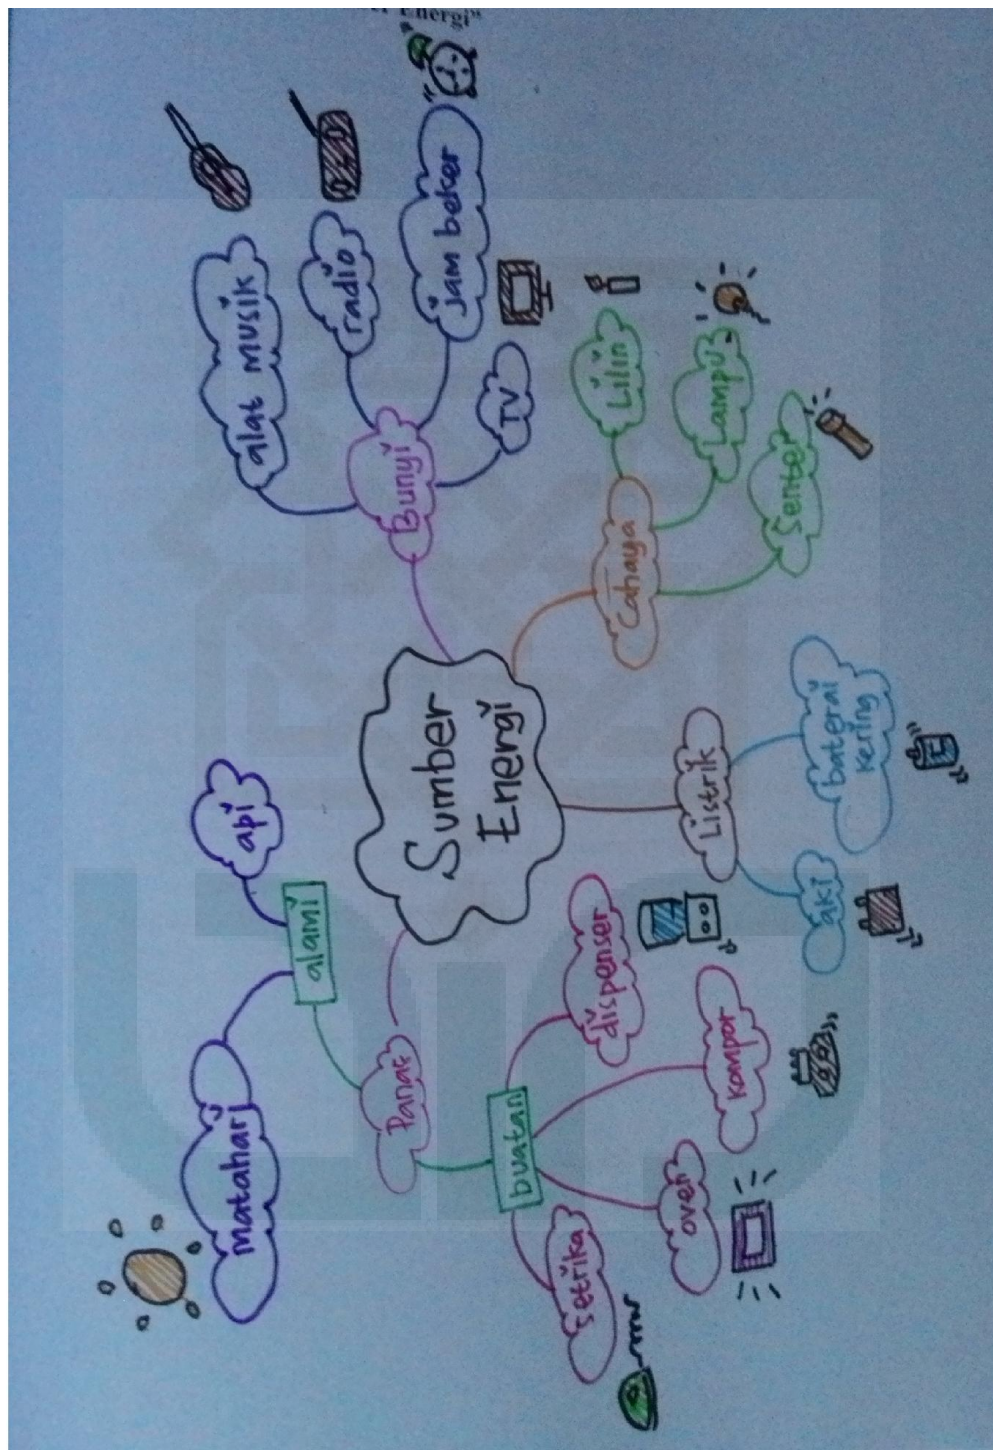 Energi"
Sumber
Energi
Panas
alami
matahari
api
buatan
setrika
oven
kompor
dispenser
Bunyi
alat musik
radio
jam beker
TV
Cahaya
Lilin
Lampu
Senter
Listrik
aki
baterai
kering